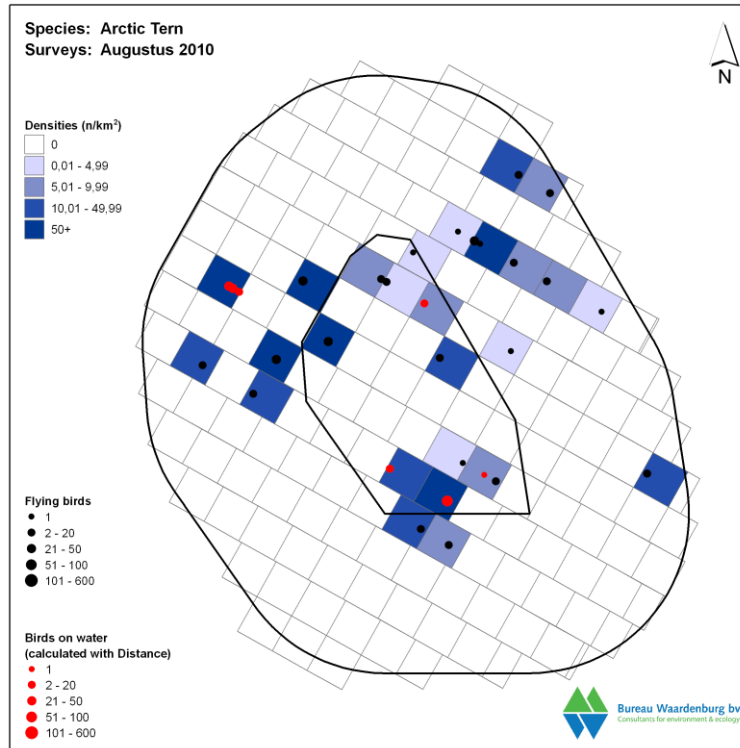 Species: Arctic Tern
Surveys: Augustus 2010
N
Densities (n/km²)
0
0,01 - 4,99
5,01 - 9,99
10,01 - 49,99
50+
Flying birds
1
2 - 20
21 - 50
51 - 100
101 - 600
Birds on water
(calculated with Distance)
1
2 - 20
21 - 50
51 - 100
101 - 600
Bureau Waardenburg bv
Consultants for environment & ecology